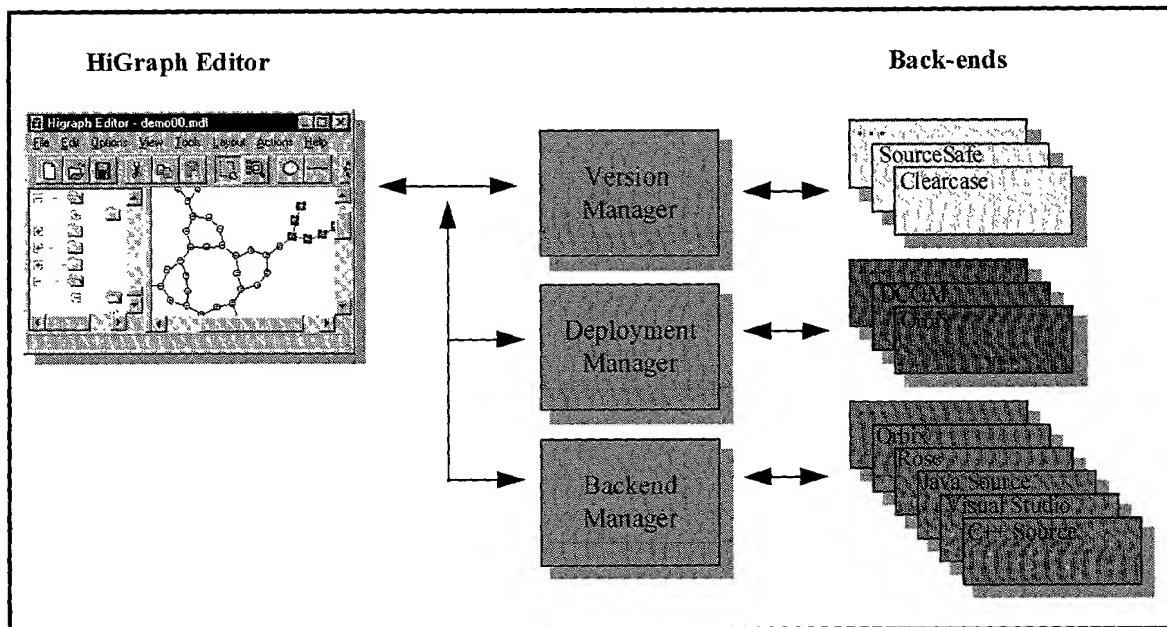 HiGraph Editor
Back-ends
Higraph Editor - demo00.mdl
File Edit Options View Tools Layout Actions Help
Version
Manager
. . .
SourceSafe
Clearcase
Deployment
Manager
DCOM
Backend
Manager
. . .
Orbix
Rose
Java Source
Visual Studio
C++ Source